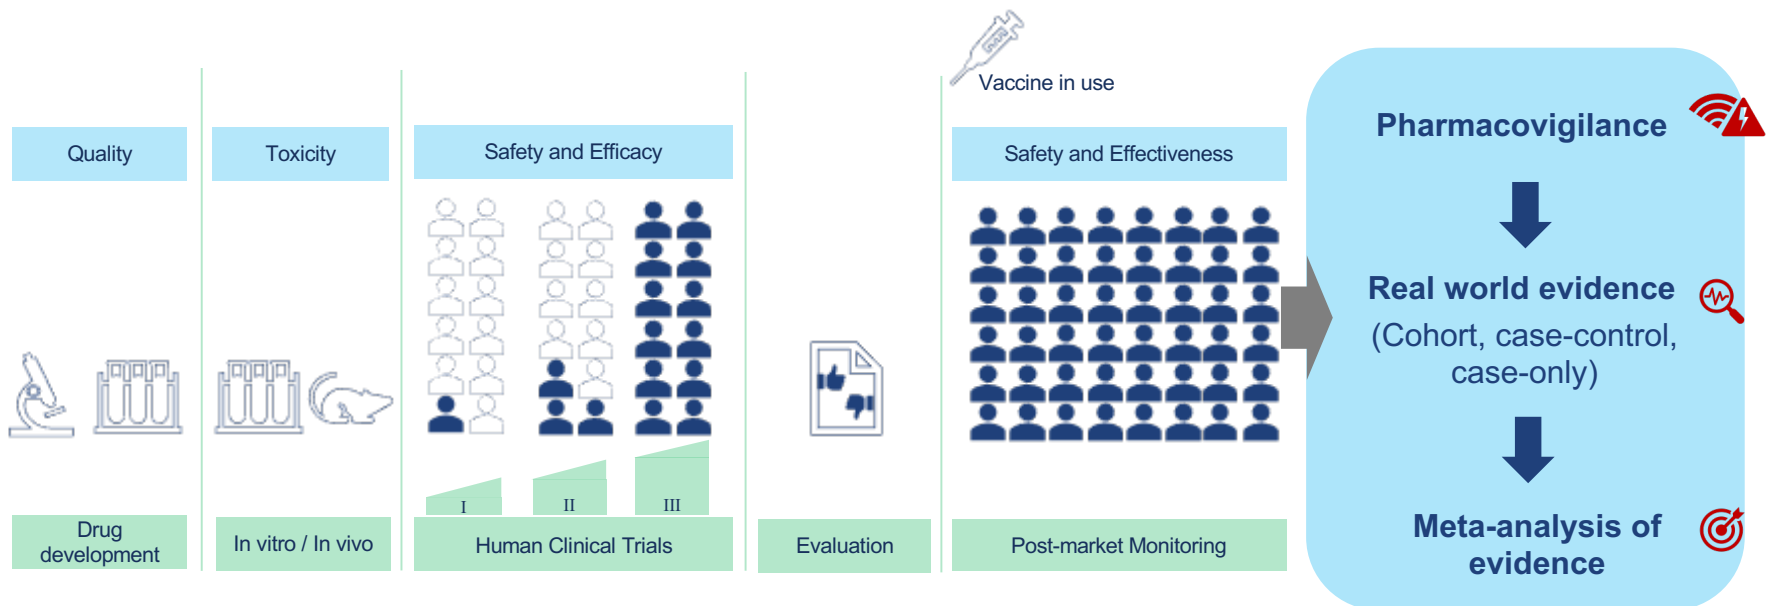 Vaccine in use
Quality
Toxicity
Safety and Efficacy
Safety and Effectiveness
I
II
III
Drug
development
In vitro / In vivo
Human Clinical Trials
Evaluation
Post-market Monitoring
Pharmacovigilance
Real world evidence
(Cohort, case-control,
case-only)
Meta-analysis of
evidence